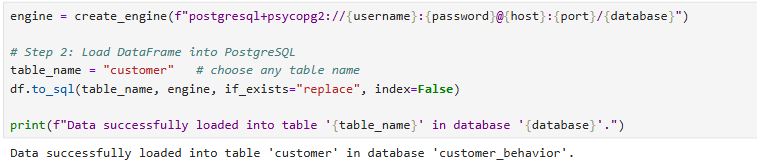 engine = create_engine(f"postgresql+psycopg2://{username}:{password}@{host}:{port}/{database}")
# Step 2: Load DataFrame into PostgreSQL
table_name = "customer"   # choose any table name
df.to_sql(table_name, engine, if_exists="replace", index=False)
print(f"Data successfully loaded into table '{table_name}' in database '{database}'.")
Data successfully loaded into table 'customer' in database 'customer_behavior'.